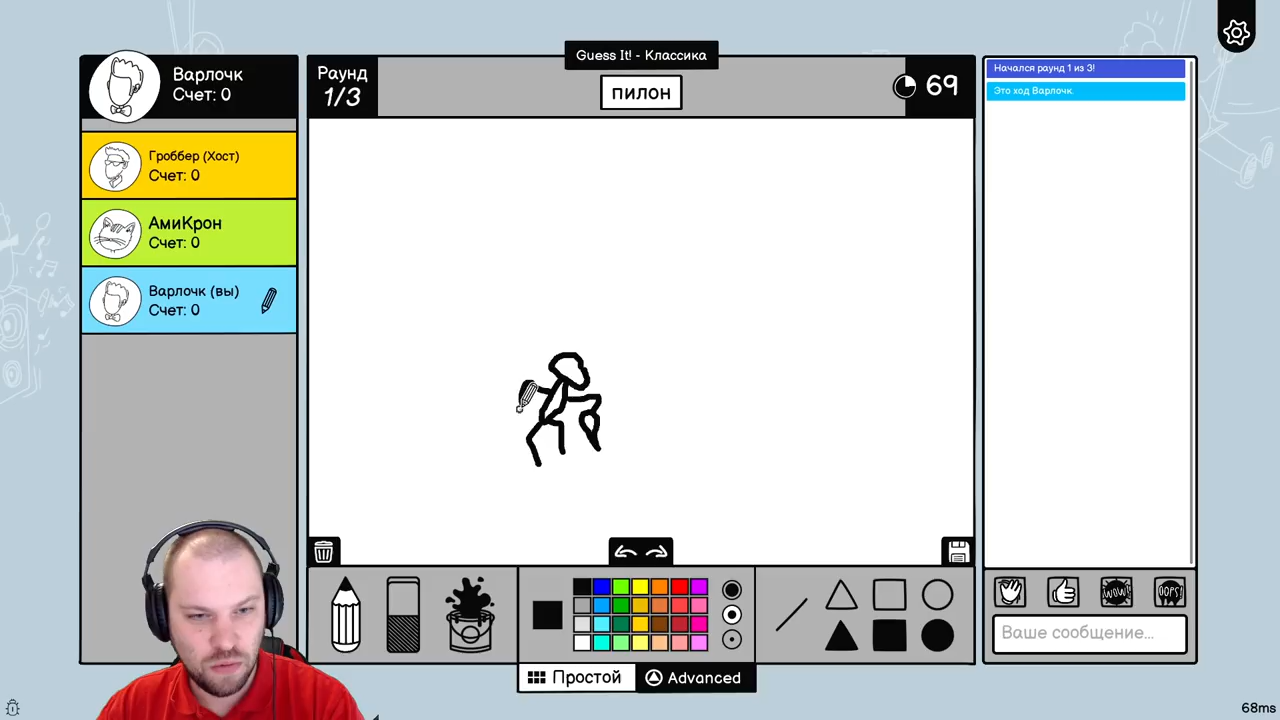 Guess It! - Классика
Варлочк
Счет: 0
Раунд
1/3
ПИЛОН
69
Начался раунд 1 из 3!
Это ход Варлочк.
Гроббер (Хост)
Счет: 0
АмиКрон
Счет: 0
Варлочк (вы)
Счет: 0
WOW!
OOPS!
Ваше сообщение...
Простой
Advanced
68ms